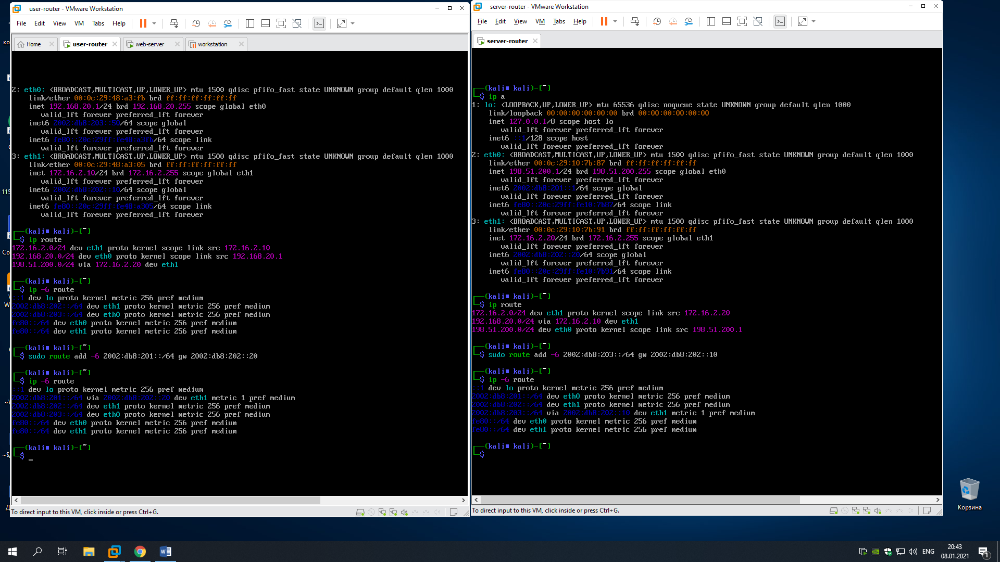 user-router - VMware Workstation
File Edit View VM Tabs Help
Home
user-router
web-server
workstation
2: eth0: <BROADCAST,MULTICAST,UP,LOWER_UP> mtu 1500 qdisc pfifo_fast state UNKNOWN group default qlen 1000
link/ether 00:0c:29:48:a3:fb brd ff:ff:ff:ff:ff:ff
inet 192.168.20.1/24 brd 192.168.20.255 scope global eth0
valid_lft forever preferred_lft forever
inet6 2002:db8:203::50/64 scope global
valid_lft forever preferred_lft forever
inet6 fe80::20c:29ff:fe48:a3fb/64 scope link
valid_lft forever preferred_lft forever
3: eth1: <BROADCAST,MULTICAST,UP,LOWER_UP> mtu 1500 qdisc pfifo_fast state UNKNOWN group default qlen 1000
link/ether 00:0c:29:48:a3:05 brd ff:ff:ff:ff:ff:ff
inet 172.16.2.10/24 brd 172.16.2.255 scope global eth1
valid_lft forever preferred_lft forever
inet6 2002:db8:202::10/64 scope global
valid_lft forever preferred_lft forever
inet6 fe80::20c:29ff:fe48:a305/64 scope link
valid_lft forever preferred_lft forever
┌──(kali■ kali)-[~]
└─$ ip route
172.16.2.0/24 dev eth1 proto kernel scope link src 172.16.2.10
192.168.20.0/24 dev eth0 proto kernel scope link src 192.168.20.1
198.51.200.0/24 via 172.16.2.20 dev eth1
┌──(kali■ kali)-[~]
└─$ ip -6 route
::1 dev lo proto kernel metric 256 pref medium
2002:db8:202::/64 dev eth1 proto kernel metric 256 pref medium
2002:db8:203::/64 dev eth0 proto kernel metric 256 pref medium
fe80::/64 dev eth0 proto kernel metric 256 pref medium
fe80::/64 dev eth1 proto kernel metric 256 pref medium
┌──(kali■ kali)-[~]
└─$ sudo route add -6 2002:db8:201::/64 gw 2002:db8:202::20
┌──(kali■ kali)-[~]
└─$ ip -6 route
::1 dev lo proto kernel metric 256 pref medium
2002:db8:201::/64 via 2002:db8:202::20 dev eth1 metric 1 pref medium
2002:db8:202::/64 dev eth1 proto kernel metric 256 pref medium
2002:db8:203::/64 dev eth0 proto kernel metric 256 pref medium
fe80::/64 dev eth0 proto kernel metric 256 pref medium
fe80::/64 dev eth1 proto kernel metric 256 pref medium
┌──(kali■ kali)-[~]
└─$ _
To direct input to this VM, click inside or press Ctrl+G.
server-router - VMware Workstation
File Edit View VM Tabs Help
server-router
┌──(kali■ kali)-[~]
└─$ ip a
1: lo: <LOOPBACK,UP,LOWER_UP> mtu 65536 qdisc noqueue state UNKNOWN group default qlen 1000
link/loopback 00:00:00:00:00:00 brd 00:00:00:00:00:00
inet 127.0.0.1/8 scope host lo
valid_lft forever preferred_lft forever
inet6 ::1/128 scope host
valid_lft forever preferred_lft forever
2: eth0: <BROADCAST,MULTICAST,UP,LOWER_UP> mtu 1500 qdisc pfifo_fast state UNKNOWN group default qlen 1000
link/ether 00:0c:29:10:7b:87 brd ff:ff:ff:ff:ff:ff
inet 198.51.200.1/24 brd 198.51.200.255 scope global eth0
valid_lft forever preferred_lft forever
inet6 2002:db8:201::1/64 scope global
valid_lft forever preferred_lft forever
inet6 fe80::20c:29ff:fe10:7b87/64 scope link
valid_lft forever preferred_lft forever
3: eth1: <BROADCAST,MULTICAST,UP,LOWER_UP> mtu 1500 qdisc pfifo_fast state UNKNOWN group default qlen 1000
link/ether 00:0c:29:10:7b:91 brd ff:ff:ff:ff:ff:ff
inet 172.16.2.20/24 brd 172.16.2.255 scope global eth1
valid_lft forever preferred_lft forever
inet6 2002:db8:202::20/64 scope global
valid_lft forever preferred_lft forever
inet6 fe80::20c:29ff:fe10:7b91/64 scope link
valid_lft forever preferred_lft forever
┌──(kali■ kali)-[~]
└─$ ip route
172.16.2.0/24 dev eth1 proto kernel scope link src 172.16.2.20
192.168.20.0/24 via 172.16.2.10 dev eth1
198.51.200.0/24 dev eth0 proto kernel scope link src 198.51.200.1
┌──(kali■ kali)-[~]
└─$ sudo route add -6 2002:db8:203::/64 gw 2002:db8:202::10
┌──(kali■ kali)-[~]
└─$ ip -6 route
::1 dev lo proto kernel metric 256 pref medium
2002:db8:201::/64 dev eth0 proto kernel metric 256 pref medium
2002:db8:202::/64 dev eth1 proto kernel metric 256 pref medium
2002:db8:203::/64 via 2002:db8:202::10 dev eth1 metric 1 pref medium
fe80::/64 dev eth0 proto kernel metric 256 pref medium
fe80::/64 dev eth1 proto kernel metric 256 pref medium
┌──(kali■ kali)-[~]
└─$
To direct input to this VM, click inside or press Ctrl+G.
Корзина
ENG
20:43
08.01.2021
1